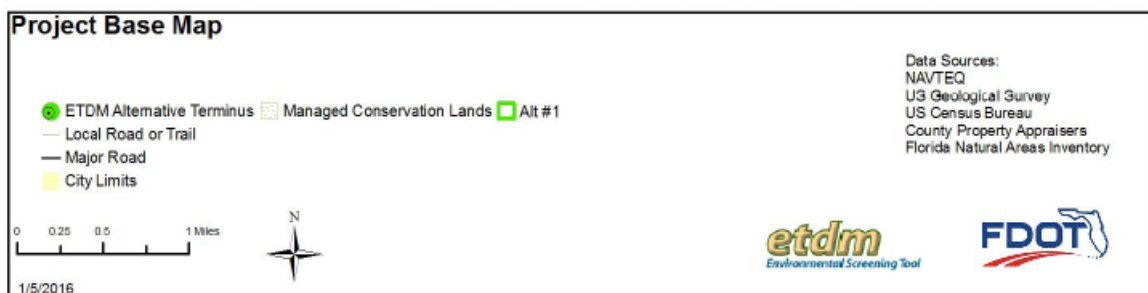 Project Base Map
ETDM Alternative Terminus Managed Conservation Lands Alt #1
Local Road or Trail
Major Road
City Limits
Data Sources:
NAVTEQ
US Geological Survey
US Census Bureau
County Property Appraisers
Florida Natural Areas Inventory
0 0.25 0.5 1 Miles
N
etdm
Environmental Screening Tool
FDOT
1/5/2016